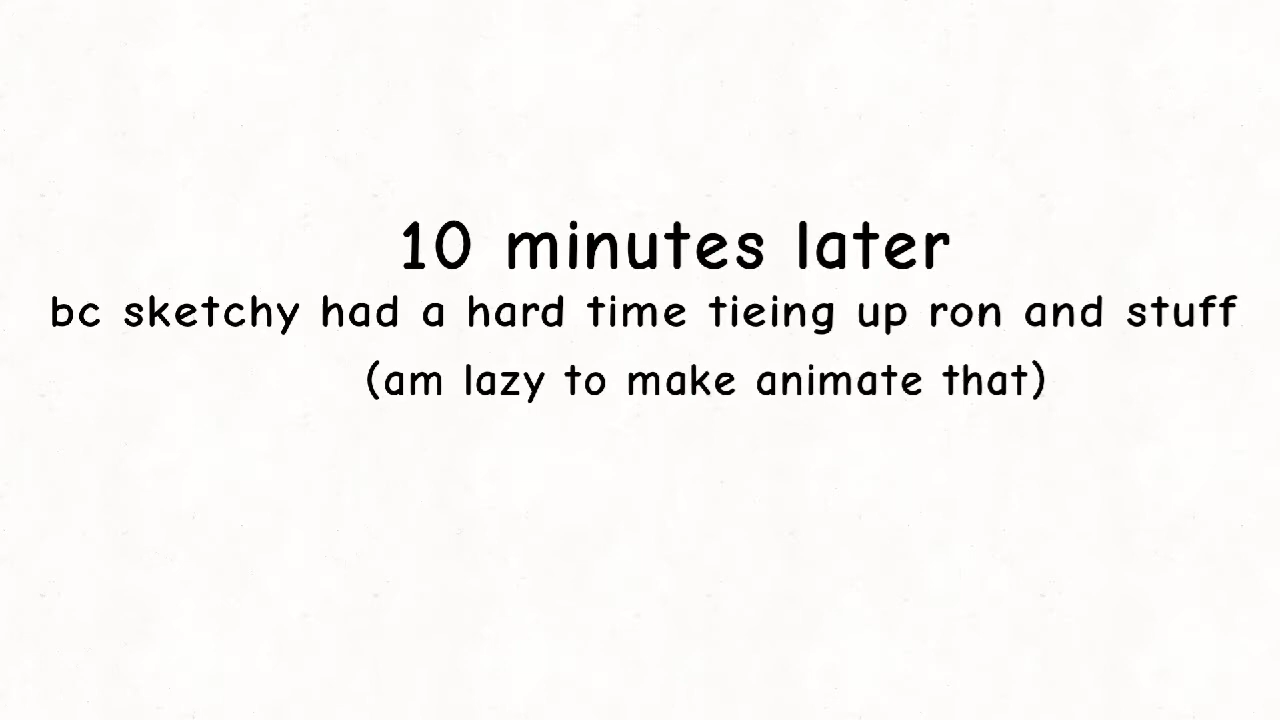 10 minutes later
bc sketchy had a hard time tieing up ron and stuff
(am lazy to make animate that)